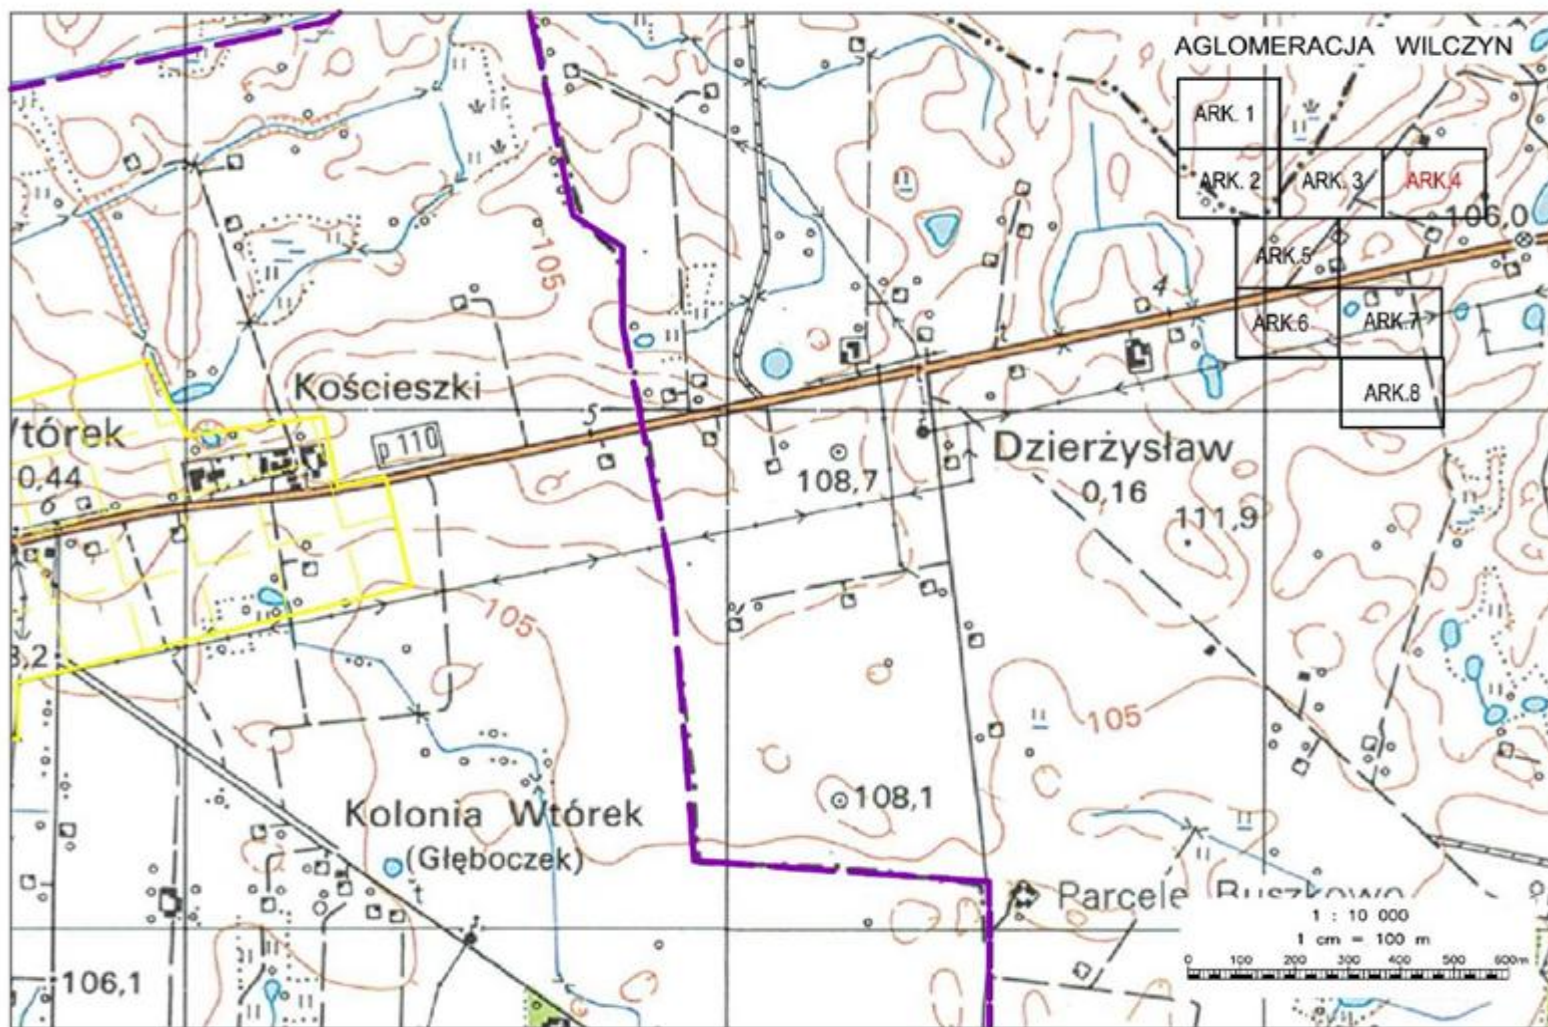 AGLOMERACJA WILCZYN
ARK. 1
ARK. 2
ARK. 3
ARK.4
106,0
105
ARK.5
4
ARK.6
ARK.7
Kościeszki
ARK.8
5
p 110
tórek
0,44
6
Dzierżysław
0,16
108,7
111,9
105
105
108,1
Kolonia Wtórek
(Głęboczek)
Parcele Buszkowo
1 : 10 000
1 cm = 100 m
0 100 200 300 400 500 600m
106,1